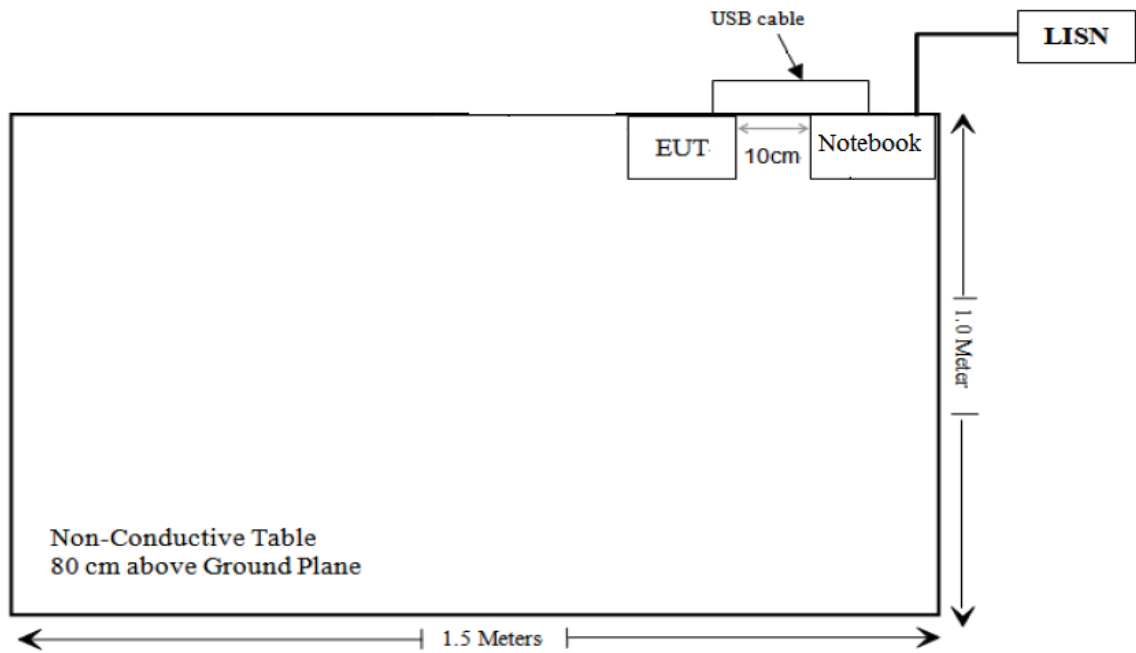 USB cable
LISN
EUT
10cm
Notebook
1.0 Meter
Non-Conductive Table
80 cm above Ground Plane
1.5 Meters